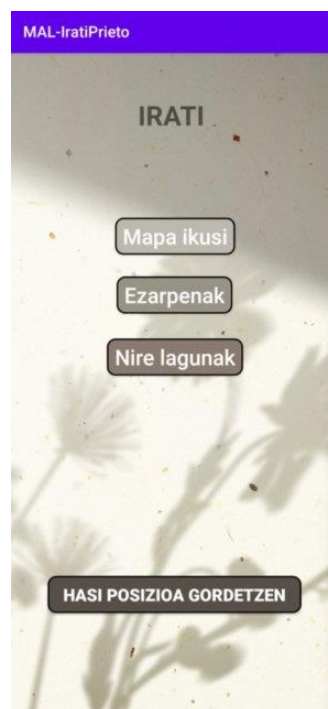 MAL-IratiPrieto
IRATI
Mapa ikusi
Ezarpenak
Nire lagunak
HASI POSIZIOA GORDETZEN